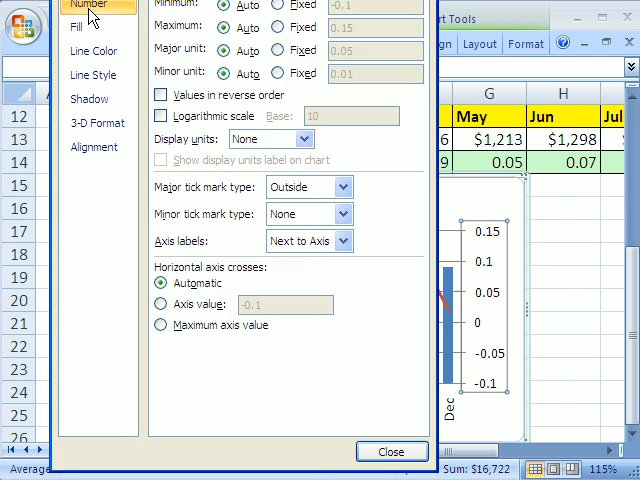 Number
Fill
Line Color
Line Style
Shadow
3-D Format
Alignment
Minimum: Auto Fixed -0.1
Maximum: Auto Fixed 0.15
Major unit: Auto Fixed 0.05
Minor unit: Auto Fixed 0.01
Values in reverse order
Logarithmic scale Base: 10
Display units: None
Show display units label on chart
Major tick mark type: Outside
Minor tick mark type: None
Axis labels: Next to Axis
Horizontal axis crosses:
Automatic
Axis value: -0.1
Maximum axis value
Close
rt Tools
gn Layout Format
G H
12 May Jun Jul
13 6 $1,213 $1,298
14 9 0.05 0.07
15
16
17
18
19
20
21
22
23
24
25
26
0.15
0.1
0.05
0
-0.05
-0.1
Dec
Average
Sum: $16,722 115%